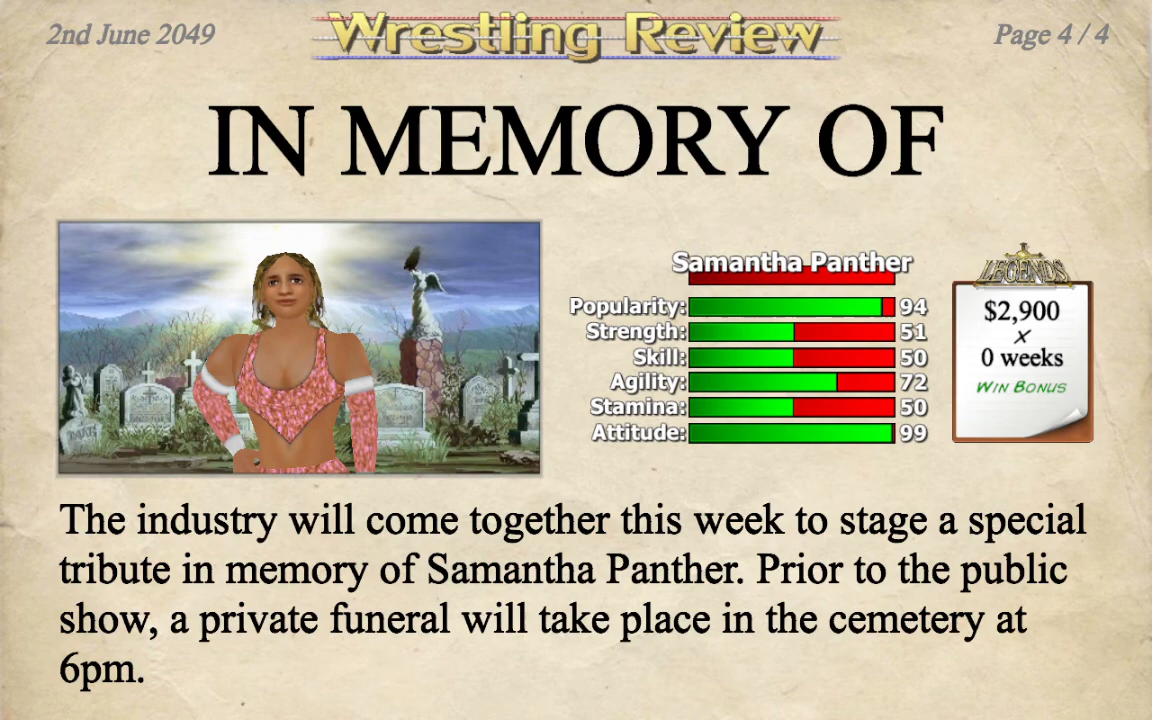 2nd June 2049
Wrestling Review
Page 4 / 4
IN MEMORY OF
Samantha Panther
Popularity: 94
Strength: 51
Skill: 50
Agility: 72
Stamina: 50
Attitude: 99
LEGENDS
$2,900
x
0 weeks
WIN BONUS
The industry will come together this week to stage a special
tribute in memory of Samantha Panther. Prior to the public
show, a private funeral will take place in the cemetery at
6pm.